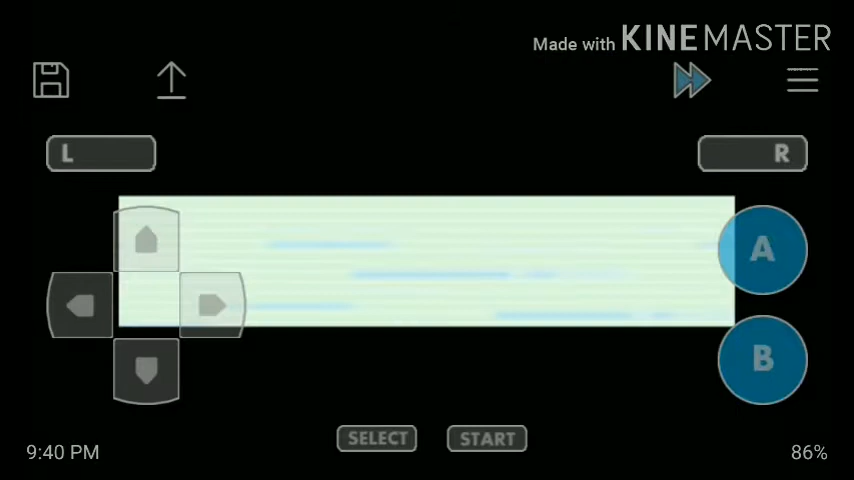 Made with KINEMASTER
L
R
A
B
SELECT
START
9:40 PM
86%